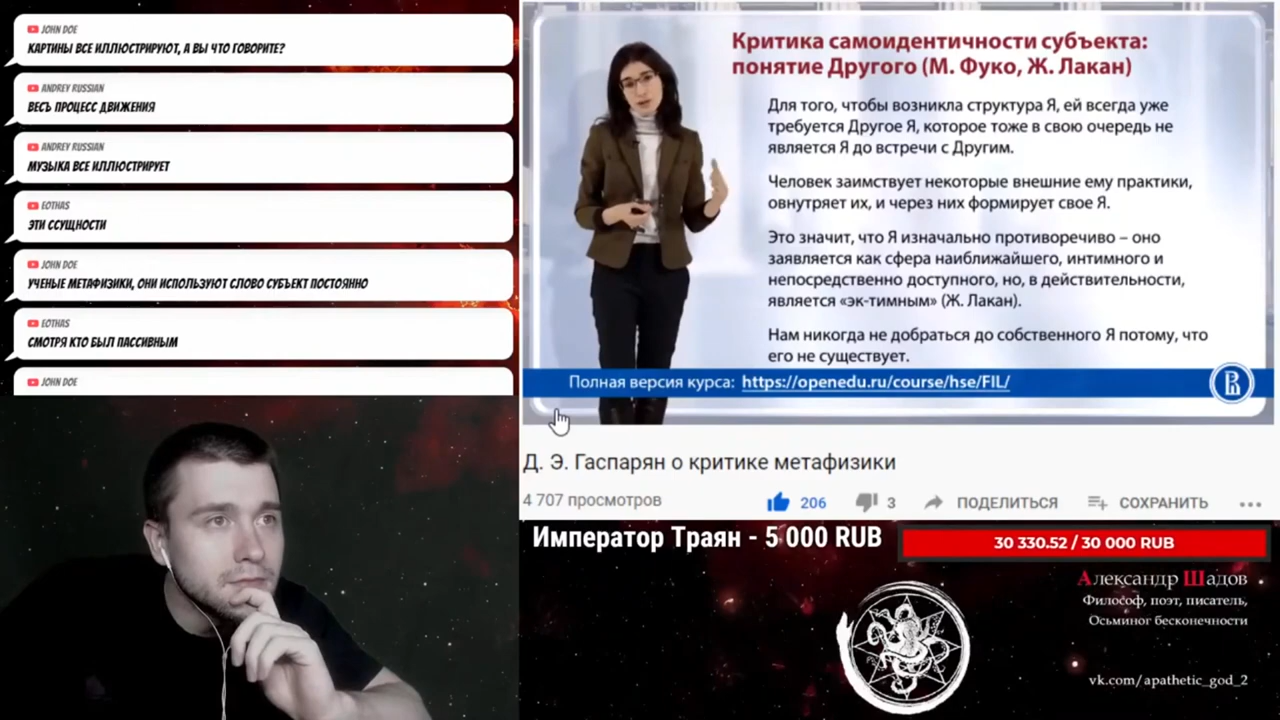 JOHN DOE
КАРТИНЫ ВСЕ ИЛЛЮСТРИРУЮТ, А ВЫ ЧТО ГОВОРИТЕ?
ANDREY RUSSIAN
ВЕСЪ ПРОЦЕСС ДВИЖЕНИЯ
ANDREY RUSSIAN
МУЗЫКА ВСЕ ИЛЛЮСТРИРУЕТ
EOTHAS
ЭТИ ССУЩНОСТИ
JOHN DOE
УЧЕНЫЕ МЕТАФИЗИКИ, ОНИ ИСПОЛЬЗУЮТ СЛОВО СУБЪЕКТ ПОСТОЯННО
EOTHAS
СМОТРЯ КТО БЫЛ ПАССИВНЫМ
JOHN DOE
Критика самоидентичности субъекта:
понятие Другого (М. Фуко, Ж. Лакан)
Для того, чтобы возникла структура Я, ей всегда уже
требуется Другое Я, которое тоже в свою очередь не
является Я до встречи с Другим.
Человек заимствует некоторые внешние ему практики,
овнутряет их, и через них формирует свое Я.
Это значит, что Я изначально противоречиво – оно
заявляется как сфера наиближайшего, интимного и
непосредственно доступного, но, в действительности,
является «эк-тимным» (Ж. Лакан).
Нам никогда не добраться до собственного Я потому, что
его не существует.
Полная версия курса: https://openedu.ru/course/hse/FIL/
Д. Э. Гаспарян о критике метафизики
4 707 просмотров
206
3
ПОДЕЛИТЬСЯ
СОХРАНИТЬ
Император Траян - 5 000 RUB
30 330.52 / 30 000 RUB
Александр Шадов
Философ, поэт, писатель,
Осьминог бесконечности
vk.com/apathetic_god_2